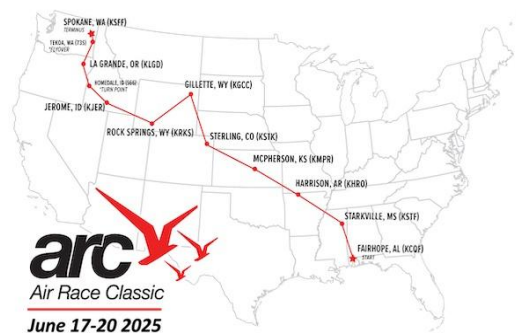 SPOKANE, WA (KSFF)
TERMINUS
TEKOA, WA (73S)
*FLYOVER
LA GRANDE, OR (KLGD)
HOMEDALE, ID (S66)
*TURN POINT
JEROME, ID (KJER)
GILLETTE, WY (KGCC)
ROCK SPRINGS, WY (KRKS)
STERLING, CO (KSTK)
MCPHERSON, KS (KMPR)
HARRISON, AR (KHRO)
STARKVILLE, MS (KSTF)
FAIRHOPE, AL (KCQF)
START
arc
Air Race Classic
June 17-20 2025